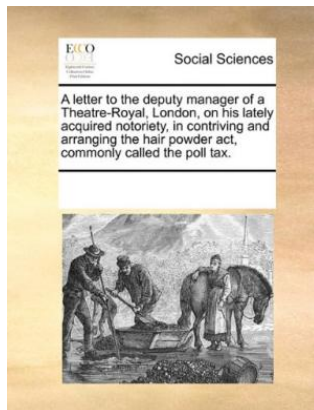 ECCO
Social Sciences
A letter to the deputy manager of a
Theatre-Royal, London, on his lately
acquired notoriety, in contriving and
arranging the hair powder act,
commonly called the poll tax.